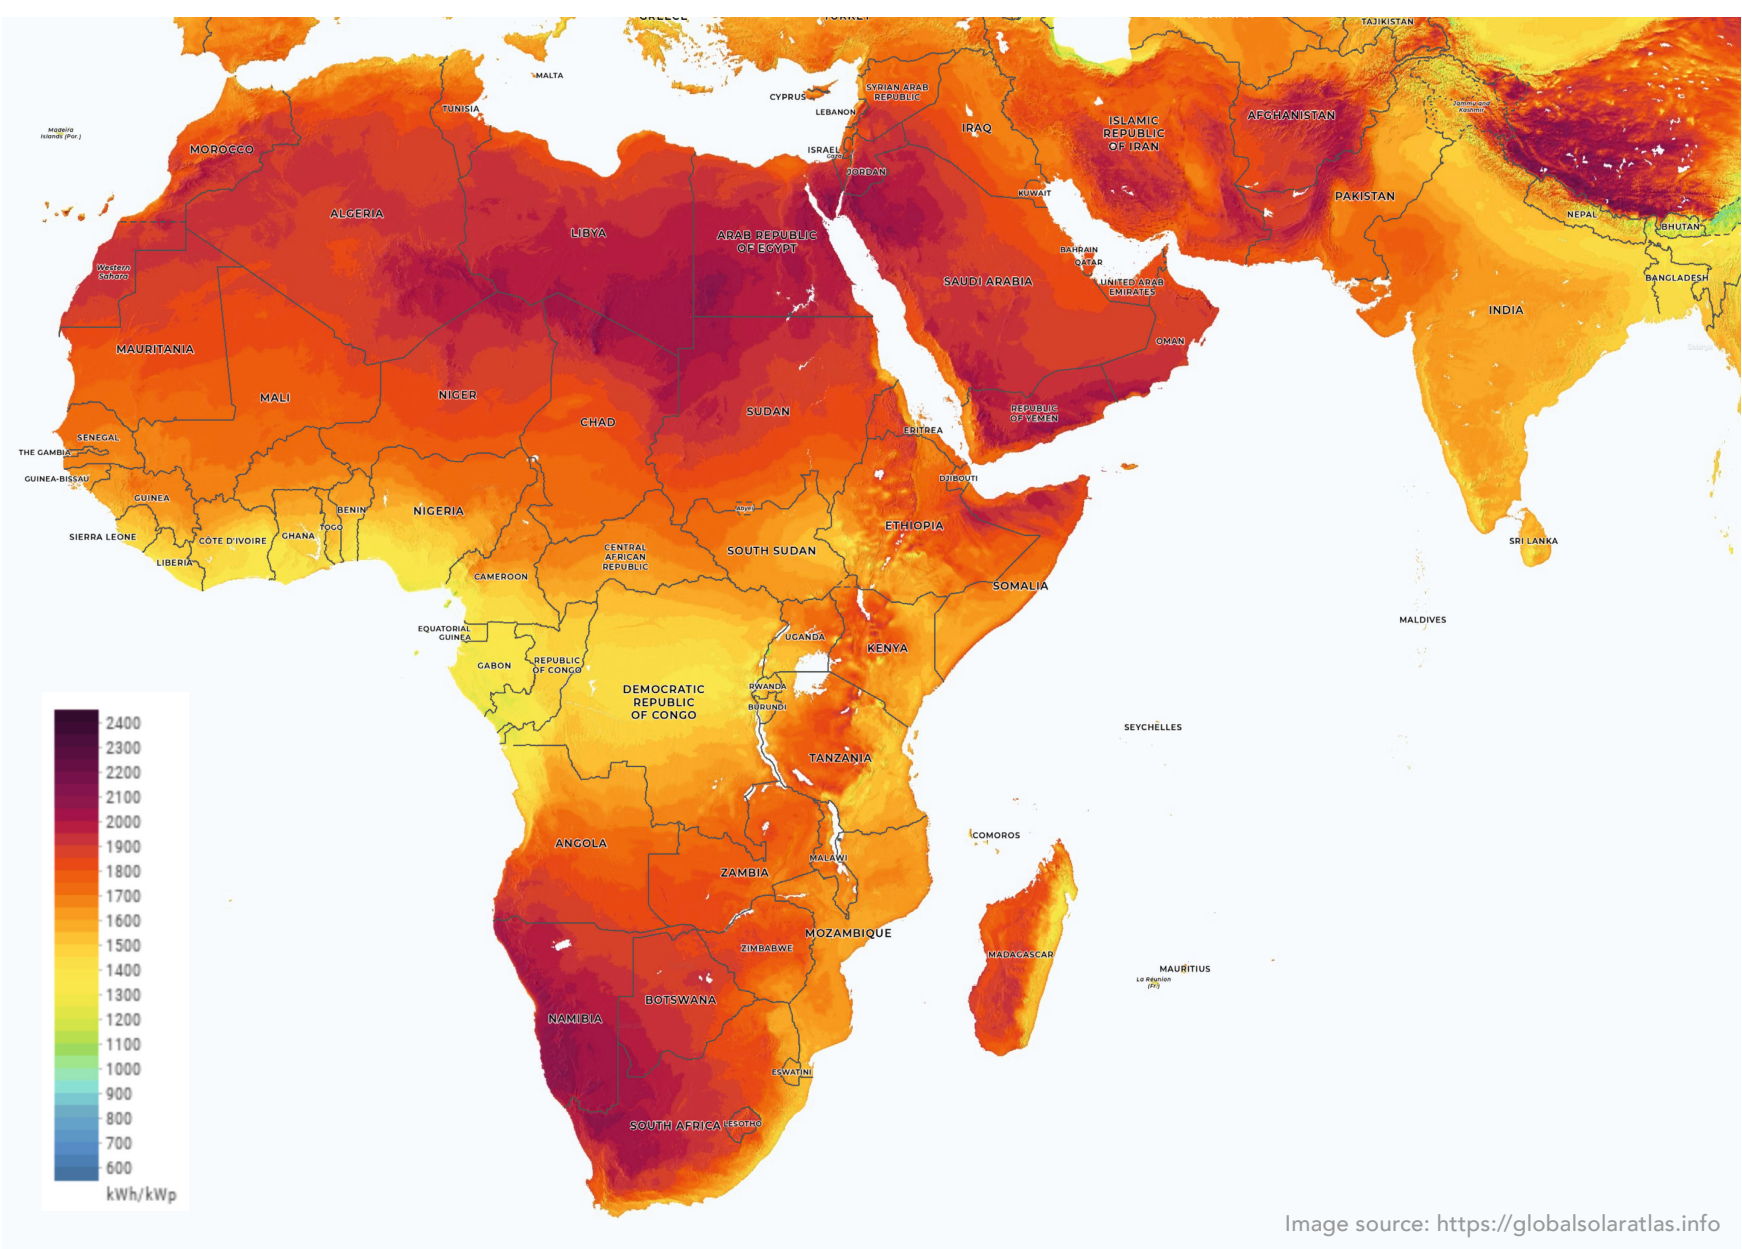 GREECE
TURKEY
TAJIKISTAN
MALTA
CYPRUS
SYRIAN ARAB
REPUBLIC
LEBANON
TUNISIA
Madeira
Islands (Por.)
MOROCCO
ISRAEL
Gaza
IRAQ
ISLAMIC
REPUBLIC
OF IRAN
AFGHANISTAN
Jammu and
Kashmir
JORDAN
KUWAIT
PAKISTAN
ALGERIA
LIBYA
ARAB REPUBLIC
OF EGYPT
NEPAL
BHUTAN
BAHRAIN
QATAR
Western
Sahara
SAUDI ARABIA
UNITED ARAB
EMIRATES
BANGLADESH
INDIA
OMAN
MAURITANIA
MALI
NIGER
CHAD
SUDAN
REPUBLIC
OF YEMEN
ERITREA
SENEGAL
THE GAMBIA
GUINEA-BISSAU
DJIBOUTI
GUINEA
BENIN
NIGERIA
Abyei
TOGO
ETHIOPIA
SIERRA LEONE
CÔTE D'IVOIRE
GHANA
LIBERIA
CENTRAL
AFRICAN
REPUBLIC
SOUTH SUDAN
SRI LANKA
CAMEROON
SOMALIA
MALDIVES
EQUATORIAL
GUINEA
UGANDA
KENYA
GABON
REPUBLIC
OF CONGO
DEMOCRATIC
REPUBLIC
OF CONGO
RWANDA
BURUNDI
SEYCHELLES
TANZANIA
COMOROS
ANGOLA
MALAWI
ZAMBIA
MOZAMBIQUE
ZIMBABWE
MADAGASCAR
MAURITIUS
La Réunion
(Fr.)
BOTSWANA
NAMIBIA
ESWATINI
SOUTH AFRICA
LESOTHO
2400
2300
2200
2100
2000
1900
1800
1700
1600
1500
1400
1300
1200
1100
1000
900
800
700
600
kWh/kWp
Image source: https://globalsolaratlas.info